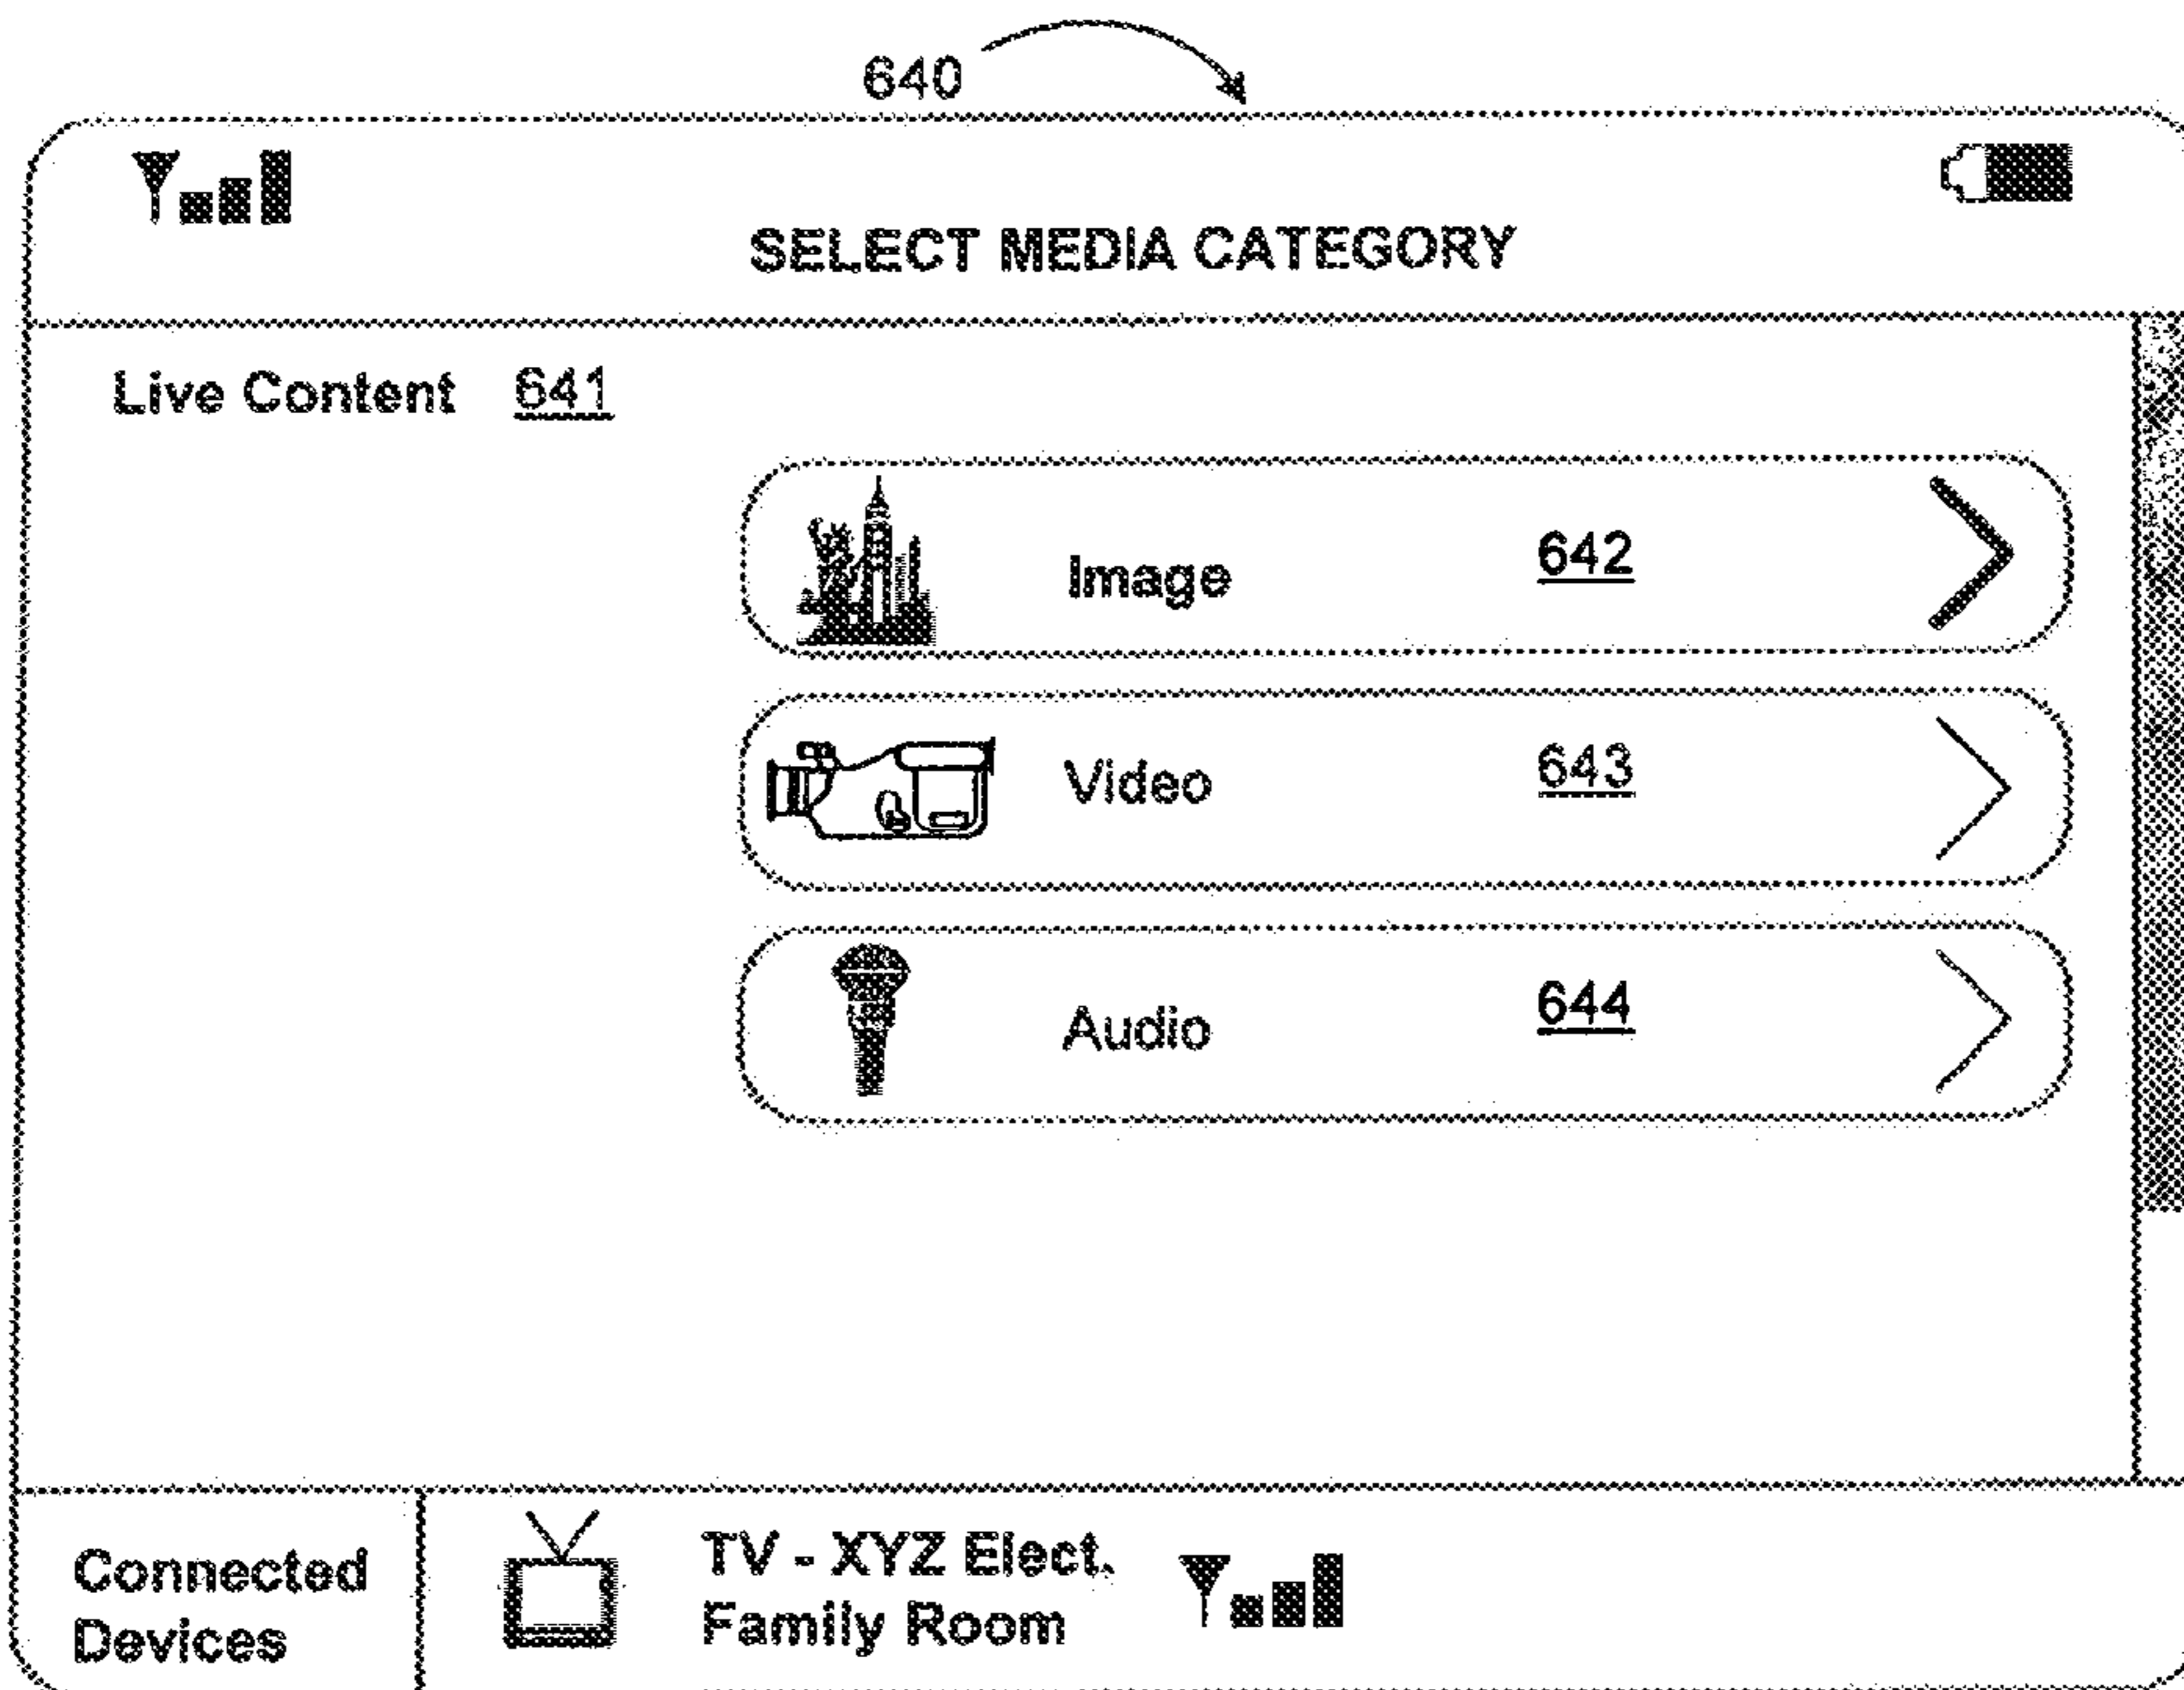 640
SELECT MEDIA CATEGORY
Live Content 641
Image 642
Video 643
Audio 644
Connected
Devices
TV - XYZ Elect.
Family Room